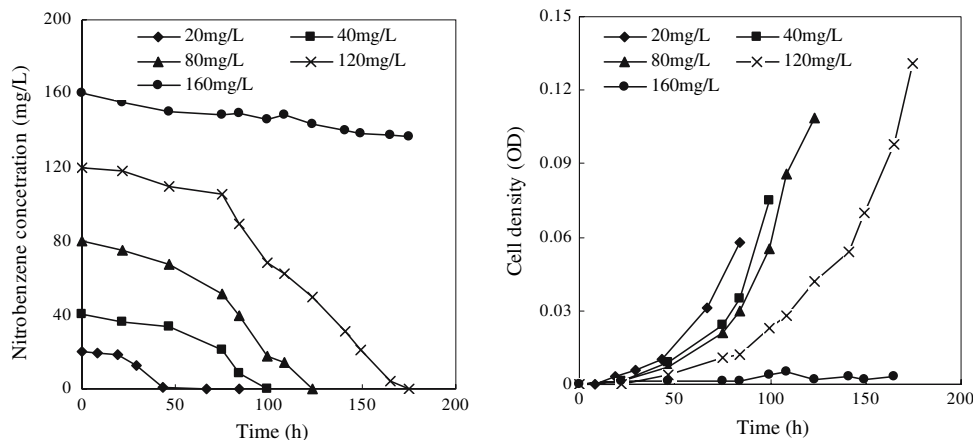 200
160
120
80
40
0
Nitrobenzene concetration (mg/L)
20mg/L 40mg/L
80mg/L 120mg/L
160mg/L
0 50 100 150 200
Time (h)
0.15
0.12
0.09
0.06
0.03
0
Cell density (OD)
20mg/L 40mg/L
80mg/L 120mg/L
160mg/L
0 50 100 150 200
Time (h)